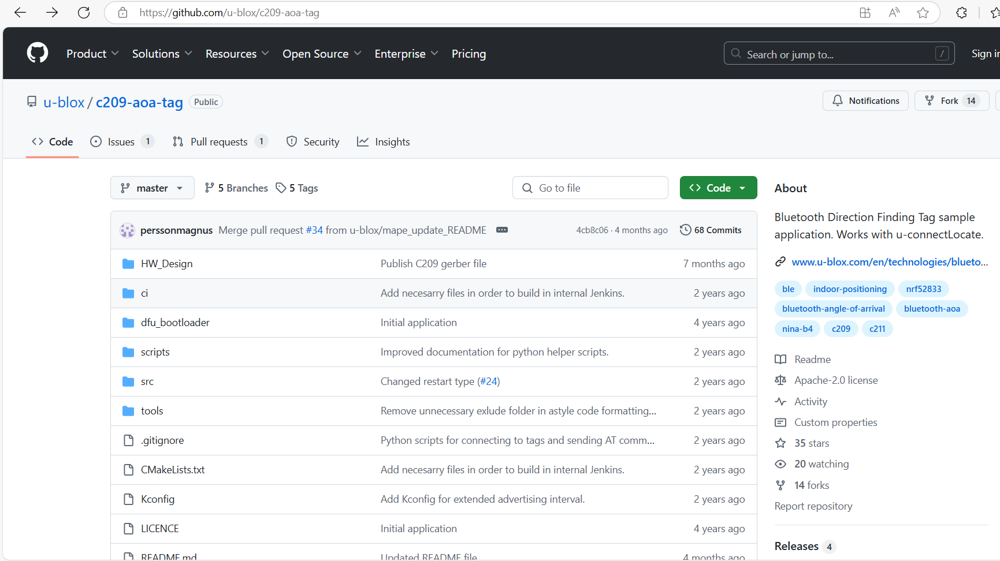 https://github.com/u-blox/c209-aoa-tag
Product Solutions Resources Open Source Enterprise Pricing Search or jump to... / Sign in
u-blox / c209-aoa-tag Public Notifications Fork 14
Code Issues 1 Pull requests 1 Security Insights
master 5 Branches 5 Tags Go to file Code
perssonmagnus Merge pull request #34 from u-blox/mape_update_README 4cb8c06 · 4 months ago 68 Commits
HW_Design Publish C209 gerber file 7 months ago
ci Add necesarry files in order to build in internal Jenkins. 2 years ago
dfu_bootloader Initial application 4 years ago
scripts Improved documentation for python helper scripts. 2 years ago
src Changed restart type (#24) 2 years ago
tools Remove unnecessary exlude folder in astyle code formatting... 2 years ago
.gitignore Python scripts for connecting to tags and sending AT comm... 2 years ago
CMakeLists.txt Add necesarry files in order to build in internal Jenkins. 2 years ago
Kconfig Add Kconfig for extended advertising interval. 2 years ago
LICENCE Initial application 4 years ago
README.md Updated README file 4 months ago
About
Bluetooth Direction Finding Tag sample
application. Works with u-connectLocate.
www.u-blox.com/en/technologies/blueto...
ble indoor-positioning nrf52833
bluetooth-angle-of-arrival bluetooth-aoa
nina-b4 c209 c211
Readme
Apache-2.0 license
Activity
Custom properties
35 stars
20 watching
14 forks
Report repository
Releases 4